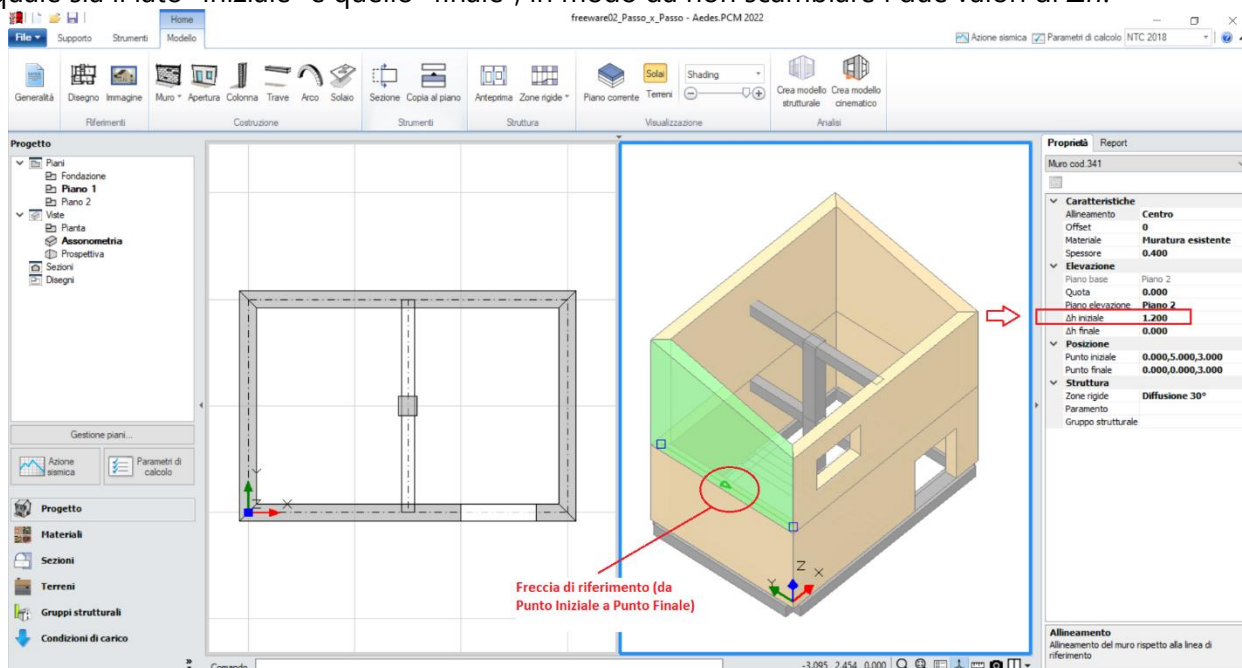 quale sia il lato "iniziale" e quello "finale", in modo da non scambiare i due valori di Δh.
freeware02_Passo_x_Passo - Aedes.PCM 2022
Home
File Supporto Strumenti Modello
Azione sismica Parametri di calcolo NTC 2018
Generalità Disegno Immagine Muro Apertura Colonna Trave Arco Solaio Sezione Copia al piano Anteprima Zone rigide Piano corrente Solai Terreni Shading Crea modello strutturale Crea modello cinematico
Riferimenti Costruzione Strumenti Struttura Visualizzazione Analisi
Progetto
Piani
Fondazione
Piano 1
Piano 2
Viste
Pianta
Assonometria
Prospettiva
Sezioni
Disegni
Gestione piani...
Azione sismica
Parametri di calcolo
Progetto
Materiali
Sezioni
Terreni
Gruppi strutturali
Condizioni di carico
»
Y
Z X
Freccia di riferimento (da
Punto Iniziale a Punto Finale)
Z
Y X
Proprietà Report
Muro cod.341
Caratteristiche
Allineamento Centro
Offset 0
Materiale Muratura esistente
Spessore 0.400
Elevazione
Piano base Piano 2
Quota 0.000
Piano elevazione Piano 2
Δh iniziale 1.200
Δh finale 0.000
Posizione
Punto iniziale 0.000,5.000,3.000
Punto finale 0.000,0.000,3.000
Struttura
Zone rigide Diffusione 30°
Paramento
Gruppo strutturale
Allineamento
Allineamento del muro rispetto alla linea di
riferimento
Comando
-3.095 2.454 0.000